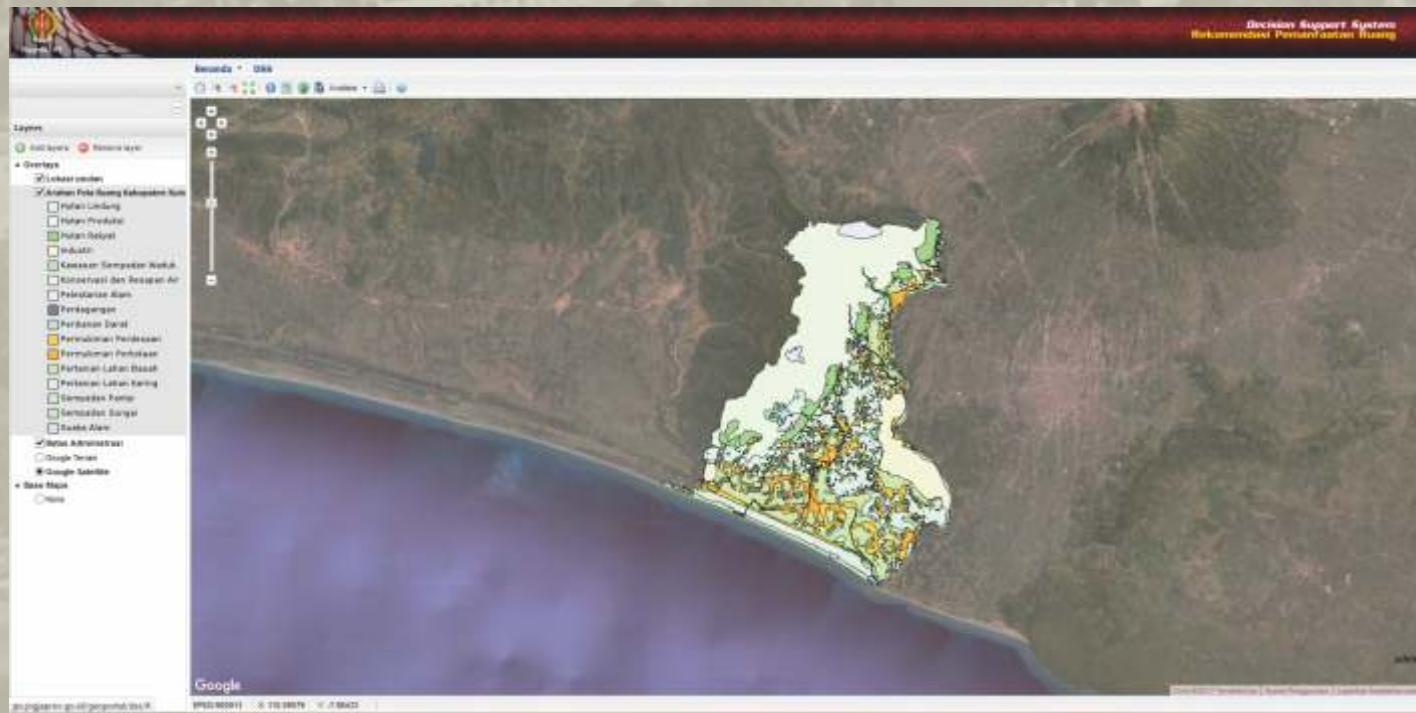 Decision Support System
Rekomendasi Pemanfaatan Ruang
Beranda
Analisis
Layers
Add layers Remove layer
Overlays
Lokasi usulan
Arahan Pola Ruang Kabupaten
Hutan Lindung
Hutan Produksi
Hutan Rakyat
Industri
Kawasan Sempadan Waduk
Konservasi dan Resapan Air
Pelestarian Alam
Perdagangan
Perikanan Darat
Permukiman Perdesaan
Permukiman Perkotaan
Pertanian Lahan Basah
Pertanian Lahan Kering
Sempadan Pantai
Sempadan Sungai
Suaka Alam
Batas Administrasi
Google Terrain
Google Satellite
Base Maps
None
Google